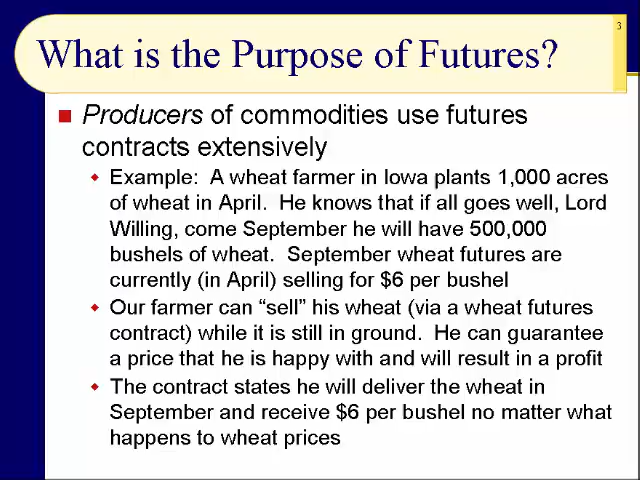 3
What is the Purpose of Futures?
Producers of commodities use futures
contracts extensively
Example:  A wheat farmer in Iowa plants 1,000 acres
of wheat in April.  He knows that if all goes well, Lord
Willing, come September he will have 500,000
bushels of wheat.  September wheat futures are
currently (in April) selling for $6 per bushel
Our farmer can “sell” his wheat (via a wheat futures
contract) while it is still in ground.  He can guarantee
a price that he is happy with and will result in a profit
The contract states he will deliver the wheat in
September and receive $6 per bushel no matter what
happens to wheat prices